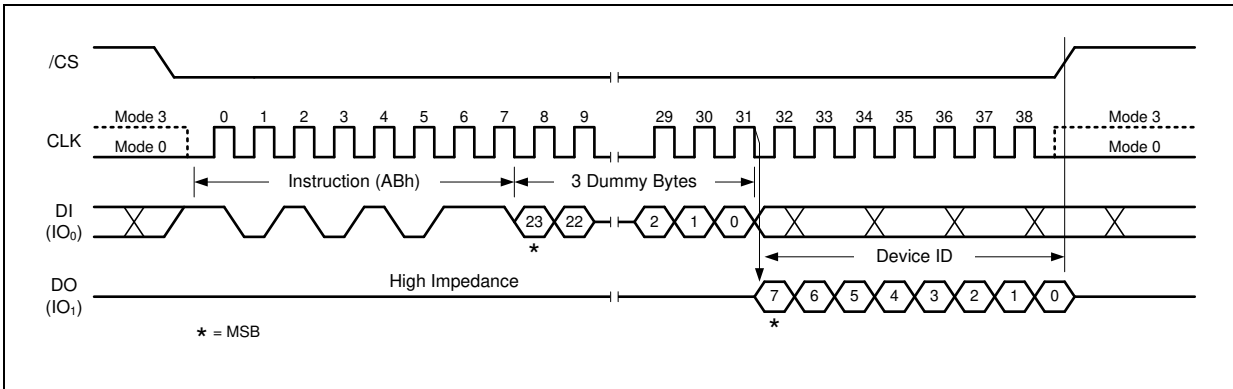 /CS
Mode 3 0 1 2 3 4 5 6 7 8 9 29 30 31 32 33 34 35 36 37 38 Mode 3
CLK
Mode 0 Mode 0
Instruction (ABh) 3 Dummy Bytes
DI
(IO₀)
23 22 2 1 0
*
Device ID
High Impedance
DO
(IO₁)
7 6 5 4 3 2 1 0
*
* = MSB